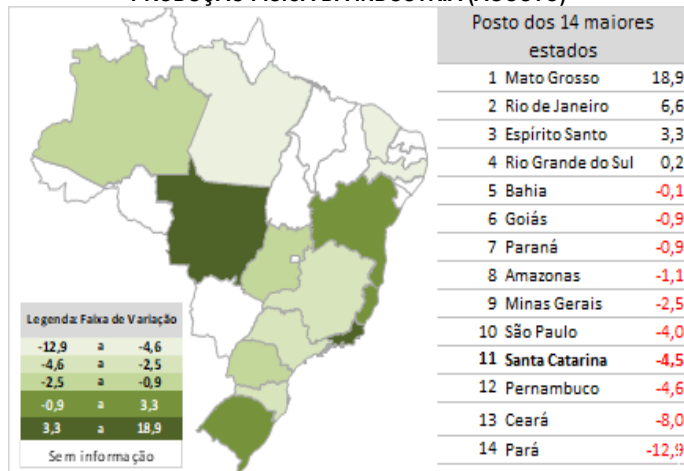 PRODUÇÃO FÍSICA DA INDÚSTRIA (AGOSTO)
Posto dos 14 maiores
estados
1 Mato Grosso 18,9
2 Rio de Janeiro 6,6
3 Espírito Santo 3,3
4 Rio Grande do Sul 0,2
5 Bahia -0,1
6 Goiás -0,9
7 Paraná -0,9
8 Amazonas -1,1
9 Minas Gerais -2,5
10 São Paulo -4,0
11 Santa Catarina -4,5
12 Pernambuco -4,6
13 Ceará -8,0
14 Pará -12,9
Legenda: Faixa de Variação
-12,9 a -4,6
-4,6 a -2,5
-2,5 a -0,9
-0,9 a 3,3
3,3 a 18,9
Sem informação